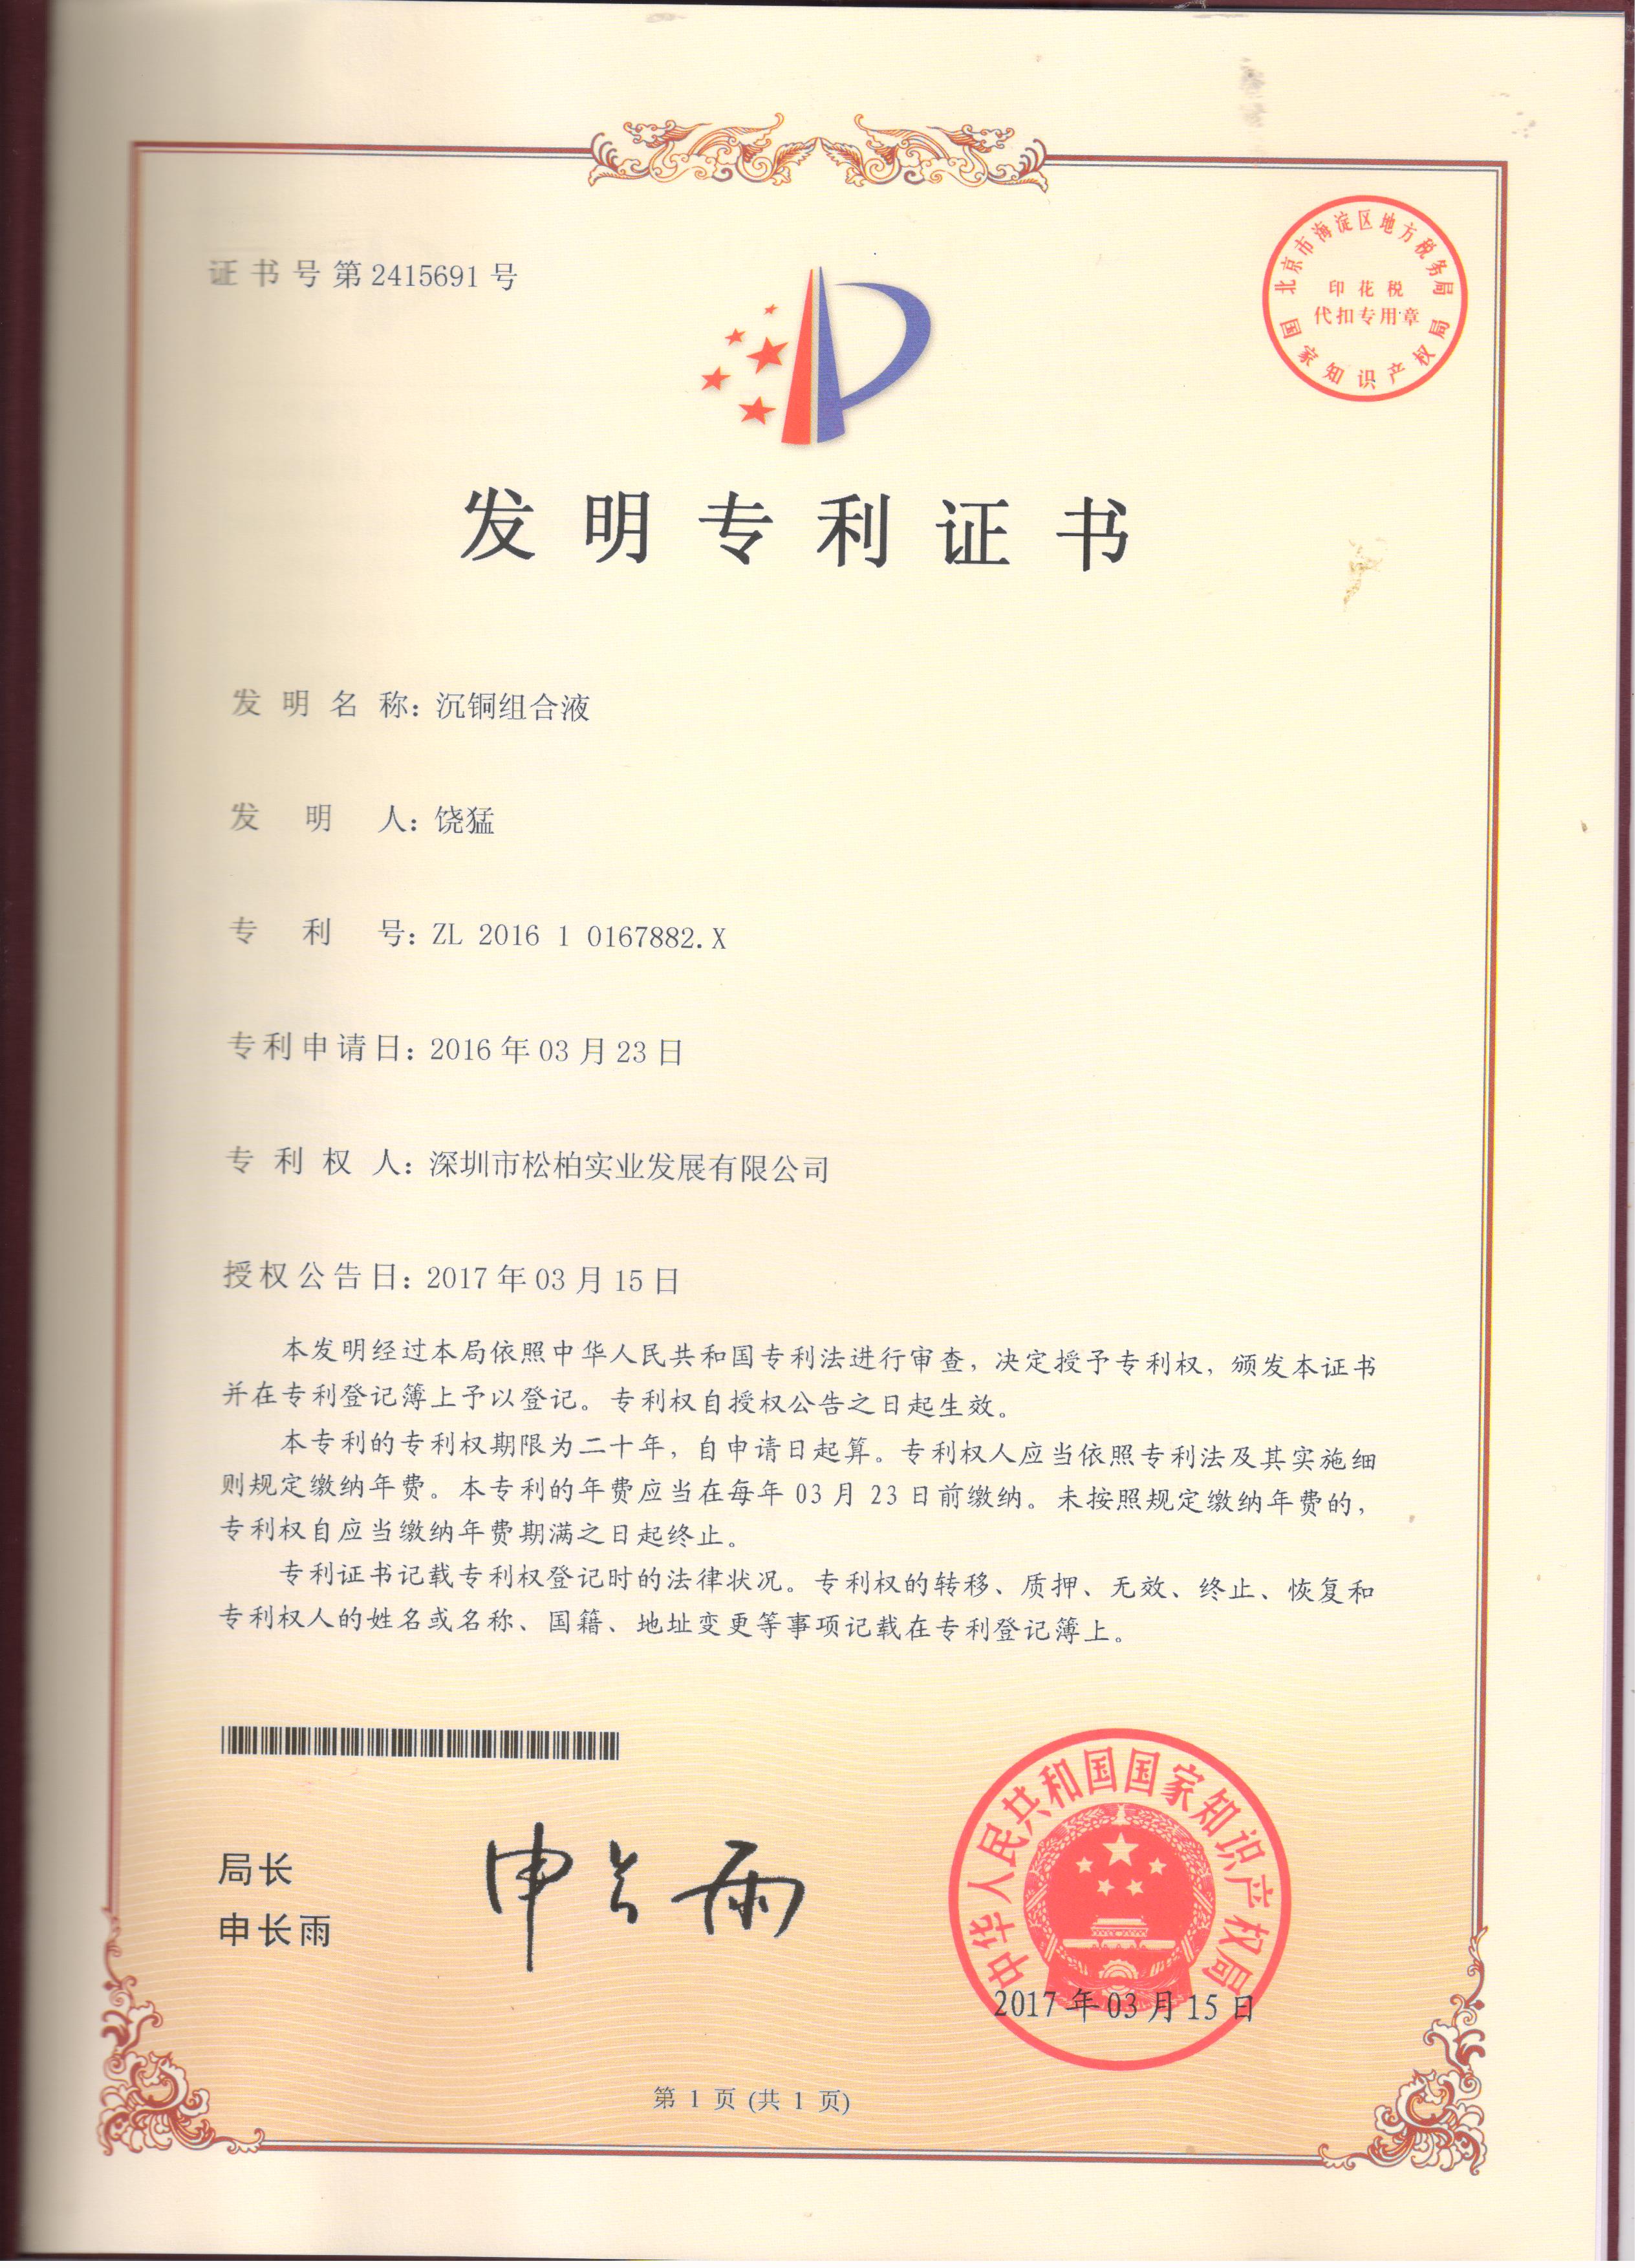 证书号第2415691号
北京市海淀区地方税务局
印花税
代扣专用章
国家知识产权局
发明专利证书
发明名称：沉铜组合液
发明人：饶猛
专利号：ZL 2016 1 0167882.X
专利申请日：2016年03月23日
专利权人：深圳市松柏实业发展有限公司
授权公告日：2017年03月15日
本发明经过本局依照中华人民共和国专利法进行审查，决定授予专利权，颁发本证书
并在专利登记簿上予以登记。专利权自授权公告之日起生效。
本专利的专利权期限为二十年，自申请日起算。专利权人应当依照专利法及其实施细
则规定缴纳年费。本专利的年费应当在每年03月23日前缴纳。未按照规定缴纳年费的，
专利权自应当缴纳年费期满之日起终止。
专利证书记载专利权登记时的法律状况。专利权的转移、质押、无效、终止、恢复和
专利权人的姓名或名称、国籍、地址变更等事项记载在专利登记簿上。
局长
申长雨
申长雨
中华人民共和国国家知识产权局
2017年03月15日
第 1 页 (共 1 页)